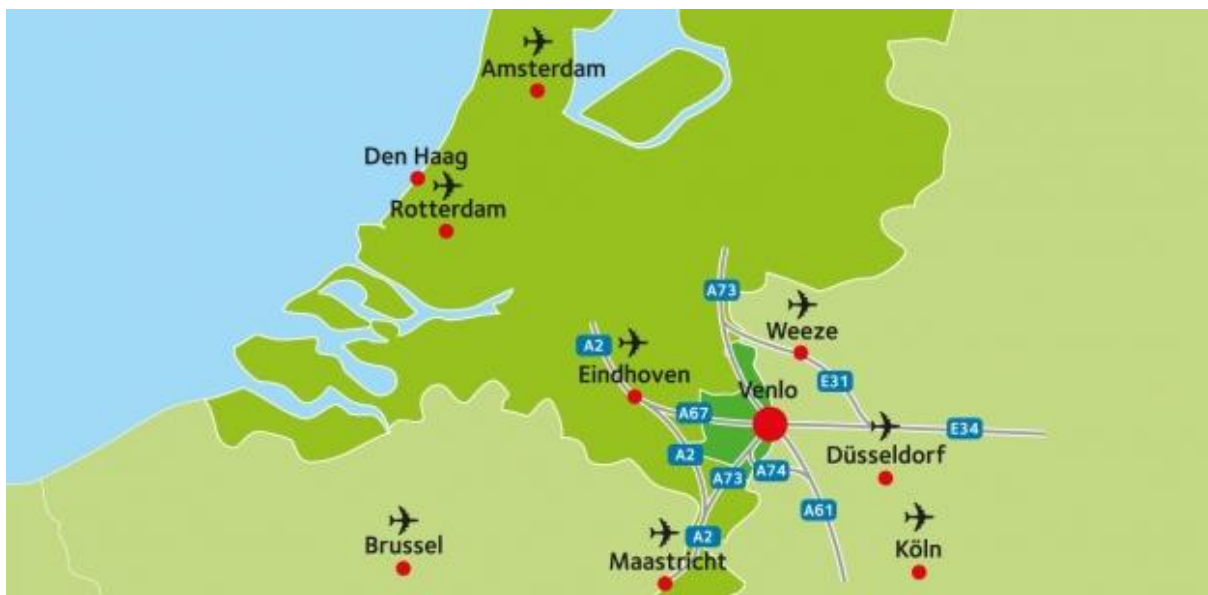 Amsterdam
Den Haag
Rotterdam
A73
Weeze
A2
Eindhoven
E31
Venlo
A67
E34
A2
Düsseldorf
A73
A74
A61
Brussel
A2
Maastricht
Köln